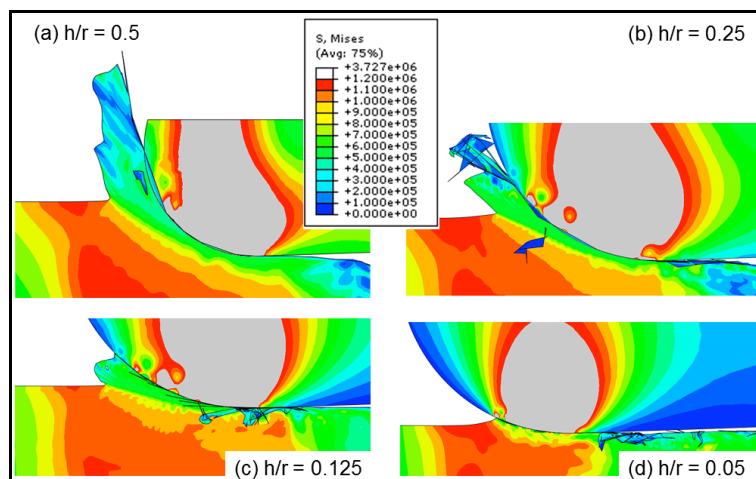 (a) h/r = 0.5
S, Mises
(Avg: 75%)
+3.727e+06
+1.200e+06
+1.100e+06
+1.000e+06
+9.000e+05
+8.000e+05
+7.000e+05
+6.000e+05
+5.000e+05
+4.000e+05
+3.000e+05
+2.000e+05
+1.000e+05
+0.000e+00
(b) h/r = 0.25
(c) h/r = 0.125
(d) h/r = 0.05